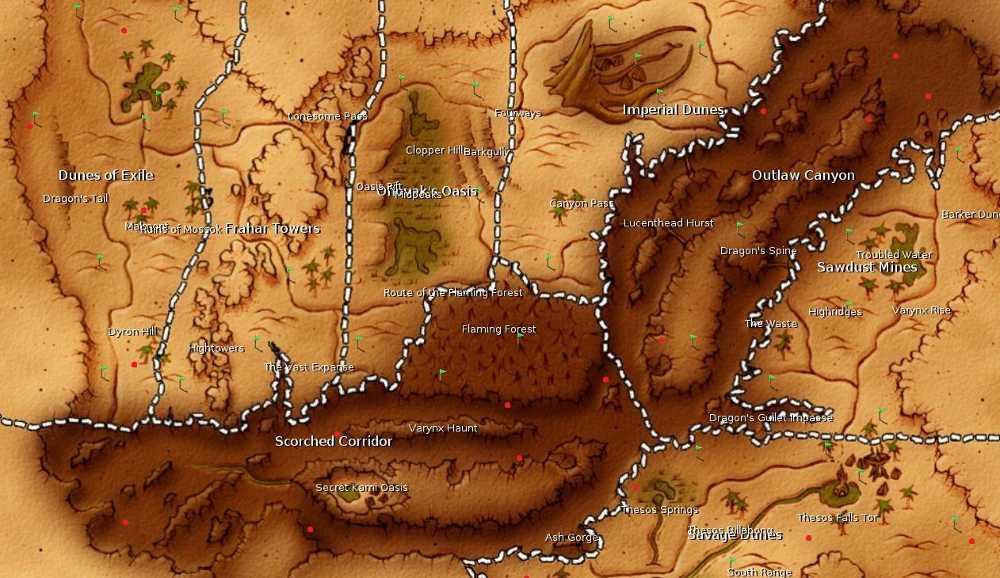 Imperial Dunes
Lonesome Pass
Fourways
Clopper Hill
Barkgully
Dunes of Exile
Outlaw Canyon
Oasis Rift
Dragon's Tail
Canyon Pass
Frahar Towers
Lucenthead Hurst
Dragon's Spine
Troubled Water
Sawdust Mines
Route of the Flaming Forest
Highridges
Varynx Rise
The Waste
Flaming Forest
Dyron Hill
Hightowers
The Vast Expanse
Dragon's Gullet Impasse
Varynx Haunt
Scorched Corridor
Secret Kami Oasis
Thesos Springs
Thesos Falls Tor
Thesos Billabong
Savage Dunes
Ash Gorge
South Range